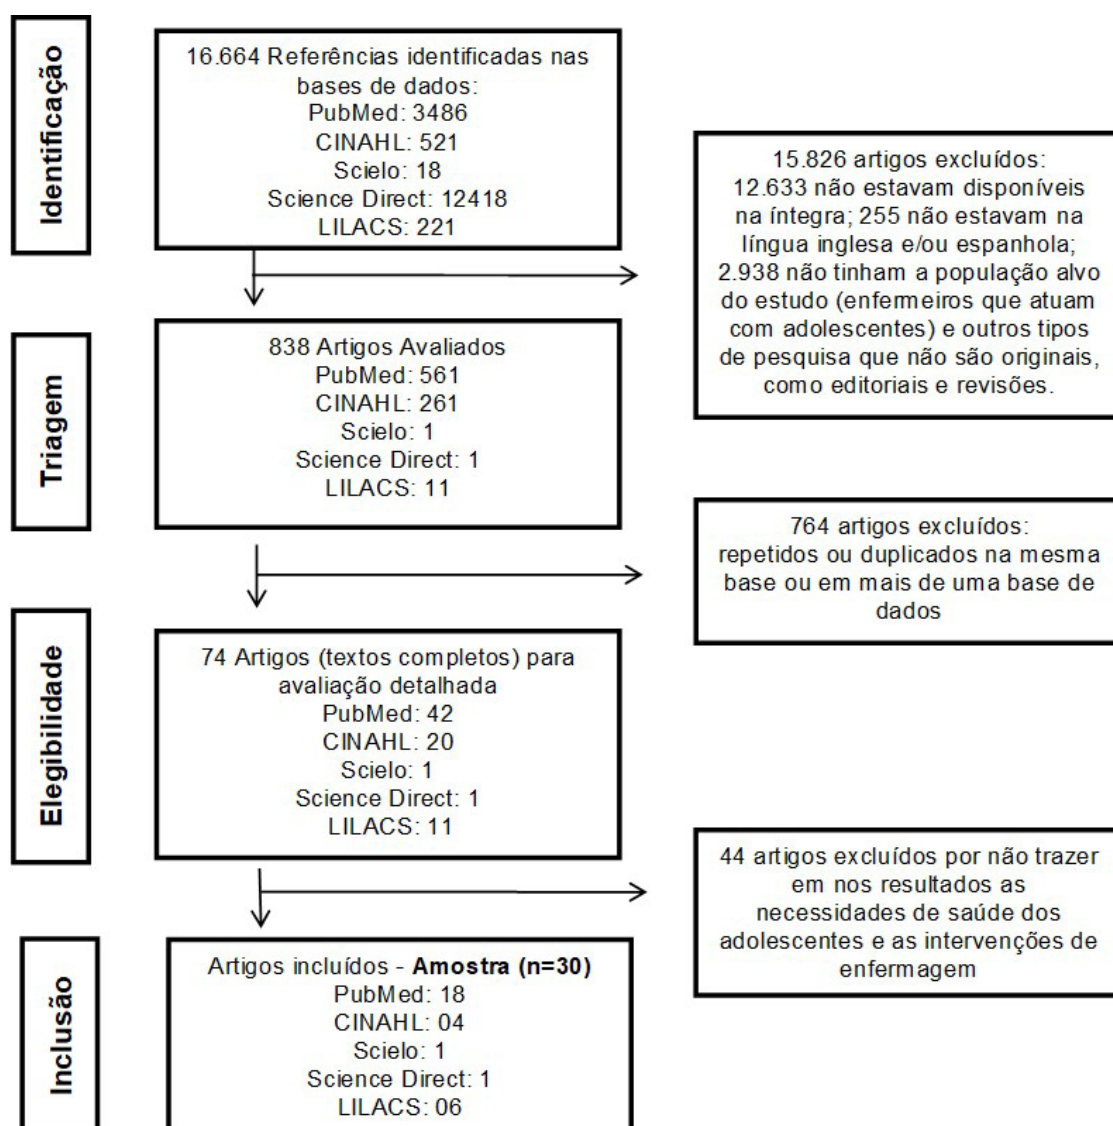 Identificação
16.664 Referências identificadas nas
bases de dados:
PubMed: 3486
CINAHL: 521
Scielo: 18
Science Direct: 12418
LILACS: 221
15.826 artigos excluídos:
12.633 não estavam disponíveis
na íntegra; 255 não estavam na
língua inglesa e/ou espanhola;
2.938 não tinham a população alvo
do estudo (enfermeiros que atuam
com adolescentes) e outros tipos
de pesquisa que não são originais,
como editoriais e revisões.
Triagem
838 Artigos Avaliados
PubMed: 561
CINAHL: 261
Scielo: 1
Science Direct: 1
LILACS: 11
764 artigos excluídos:
repetidos ou duplicados na mesma
base ou em mais de uma base de
dados
Elegibilidade
74 Artigos (textos completos) para
avaliação detalhada
PubMed: 42
CINAHL: 20
Scielo: 1
Science Direct: 1
LILACS: 11
44 artigos excluídos por não trazer
em nos resultados as
necessidades de saúde dos
adolescentes e as intervenções de
enfermagem
Inclusão
Artigos incluídos - Amostra (n=30)
PubMed: 18
CINAHL: 04
Scielo: 1
Science Direct: 1
LILACS: 06